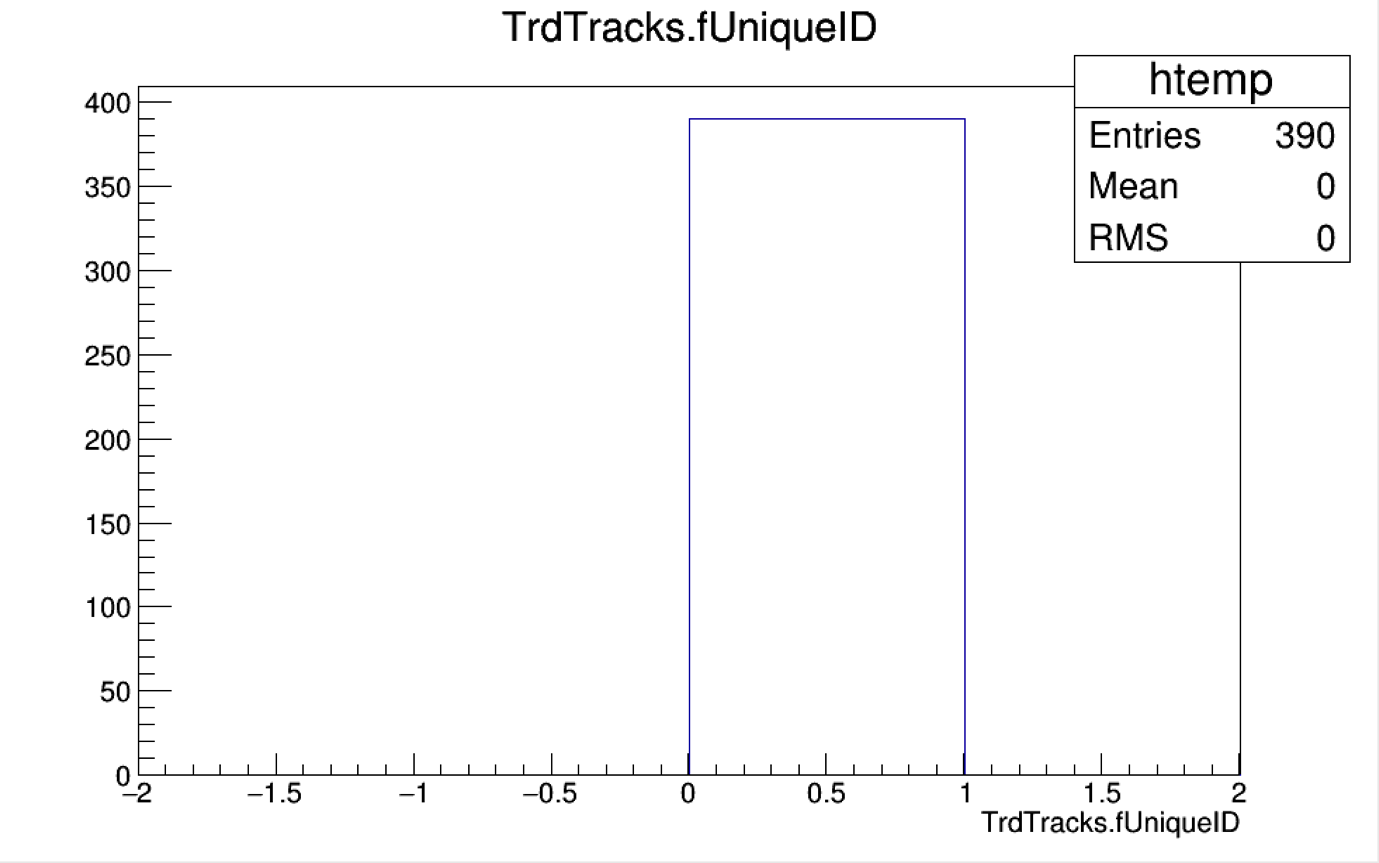 TrdTracks.fUniqueID
htemp
Entries 390
Mean 0
RMS 0
400
350
300
250
200
150
100
50
0
−2 −1.5 −1 −0.5 0 0.5 1 1.5 2
TrdTracks.fUniqueID